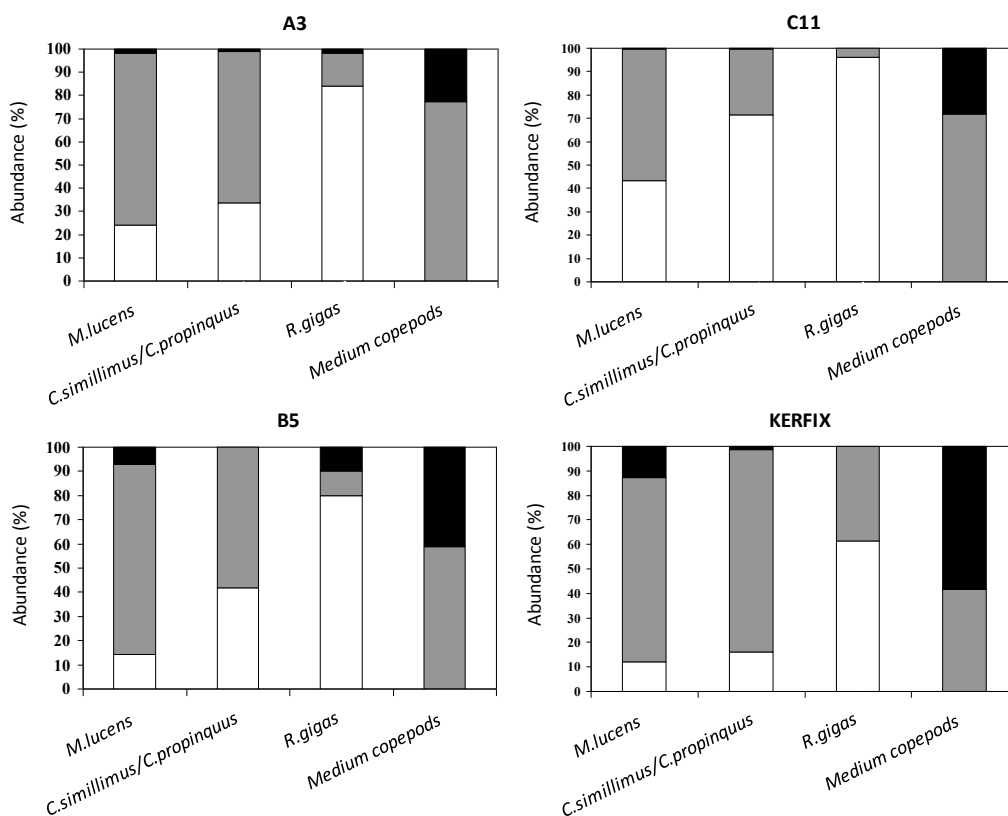 A3
Abundance (%)
100
90
80
70
60
50
40
30
20
10
0
M.lucens
C.simillimus/C.propinquus
R.gigas
Medium copepods
C11
Abundance (%)
100
90
80
70
60
50
40
30
20
10
0
M.lucens
C.simillimus/C.propinquus
R.gigas
Medium copepods
B5
Abundance (%)
100
90
80
70
60
50
40
30
20
10
0
M.lucens
C.simillimus/C.propinquus
R.gigas
Medium copepods
KERFIX
Abundance (%)
100
90
80
70
60
50
40
30
20
10
0
M.lucens
C.simillimus/C.propinquus
R.gigas
Medium copepods